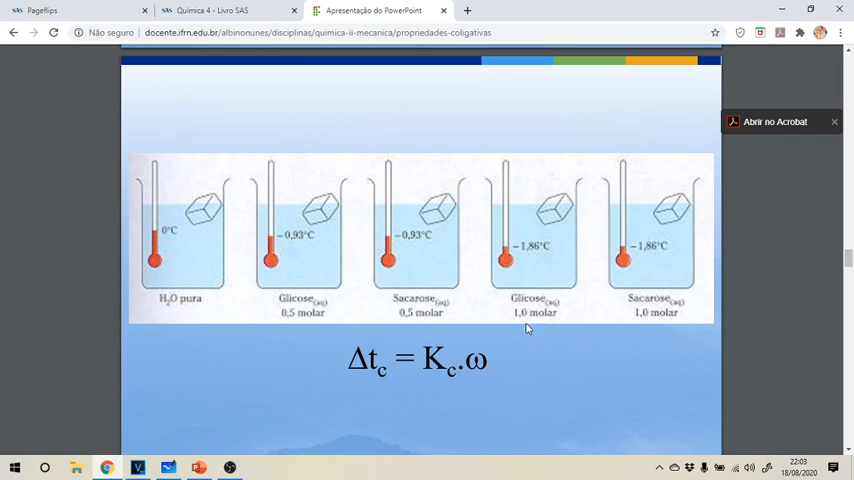 Pageflips
SAS Química 4 - Livro SAS
Apresentação do PowerPoint
Não seguro | docente.ifrn.edu.br/albinonunes/disciplinas/quimica-ii-mecanica/propriedades-coligativas
Abrir no Acrobat
0°C
– 0,93°C
– 0,93°C
– 1,86°C
– 1,86°C
H₂O pura
Glicose(aq)
0,5 molar
Sacarose(aq)
0,5 molar
Glicose(aq)
1,0 molar
Sacarose(aq)
1,0 molar
Δtc = Kc.ω
22:03
18/08/2020